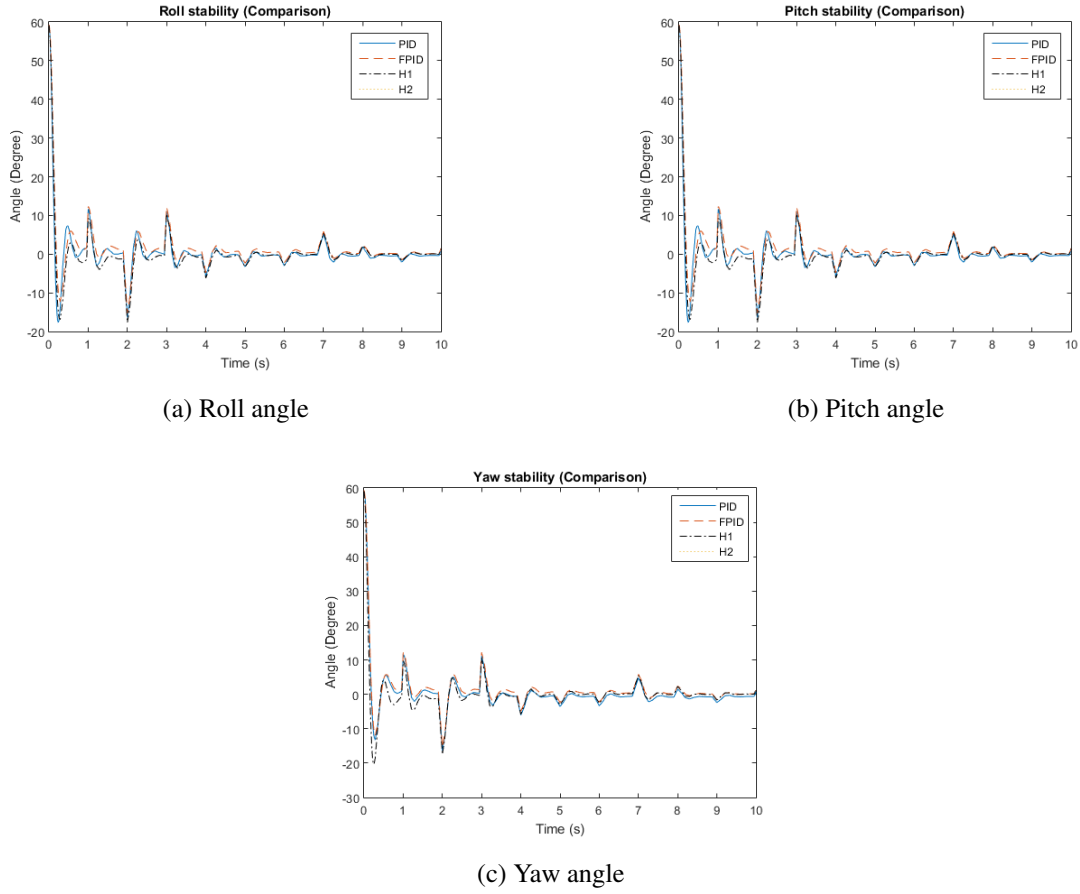 Roll stability (Comparison)
60
50
40
30
20
10
0
-10
-20
Angle (Degree)
PID
FPID
H1
H2
0 1 2 3 4 5 6 7 8 9 10
Time (s)
(a) Roll angle
Pitch stability (Comparison)
60
50
40
30
20
10
0
-10
-20
Angle (Degree)
PID
FPID
H1
H2
0 1 2 3 4 5 6 7 8 9 10
Time (s)
(b) Pitch angle
Yaw stability (Comparison)
60
50
40
30
20
10
0
-10
-20
-30
Angle (Degree)
PID
FPID
H1
H2
0 1 2 3 4 5 6 7 8 9 10
Time (s)
(c) Yaw angle